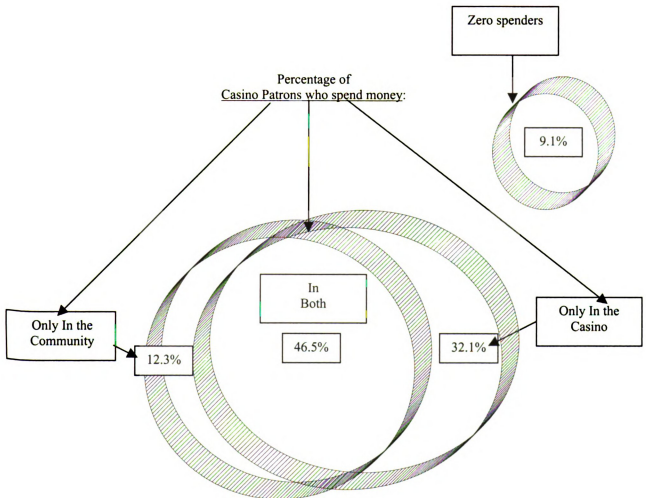 Zero spenders
Percentage of
Casino Patrons who spend money:
9.1%
In
Both
Only In the
Community
Only In the
Casino
12.3%
46.5%
32.1%